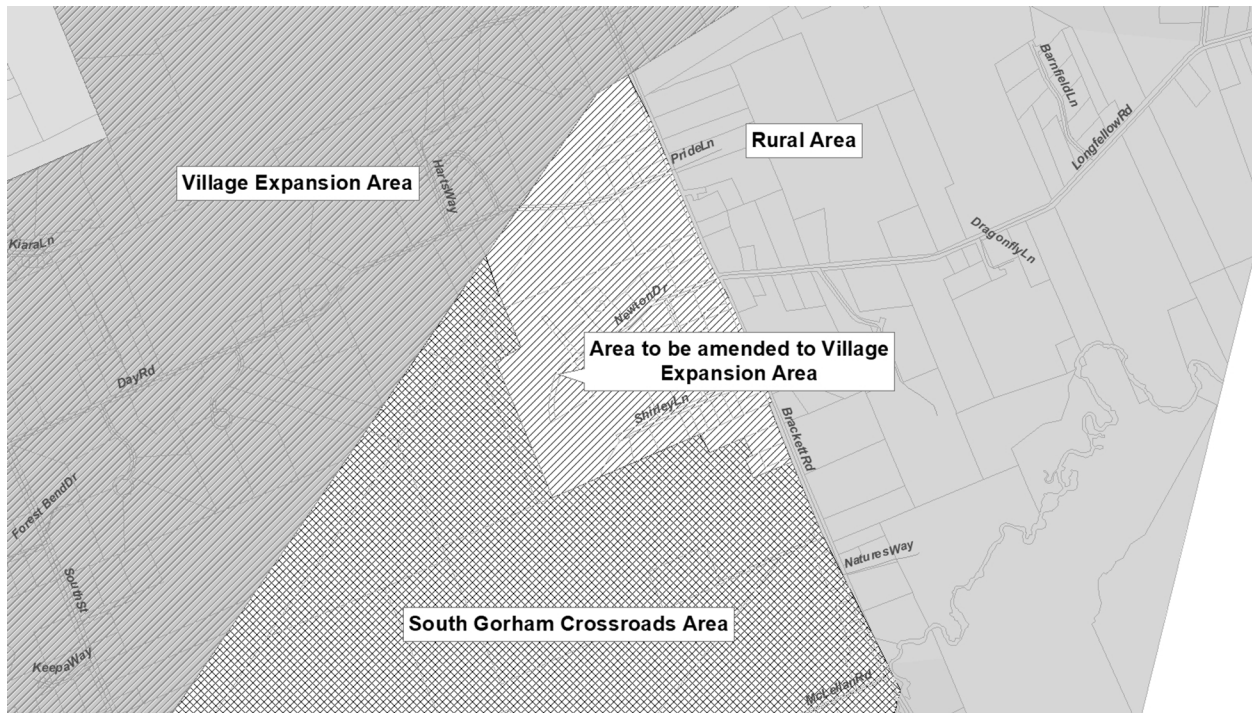 BarnfieldLn
LongfellowRd
Rural Area
PrideLn
Village Expansion Area
HartsWay
KiaraLn
DragonflyLn
NewtonDr
Area to be amended to Village
Expansion Area
DayRd
ShirleyLn
BrackettRd
Forest BendDr
NaturesWay
SouthSt
South Gorham Crossroads Area
KeepaWay
McLellanRd